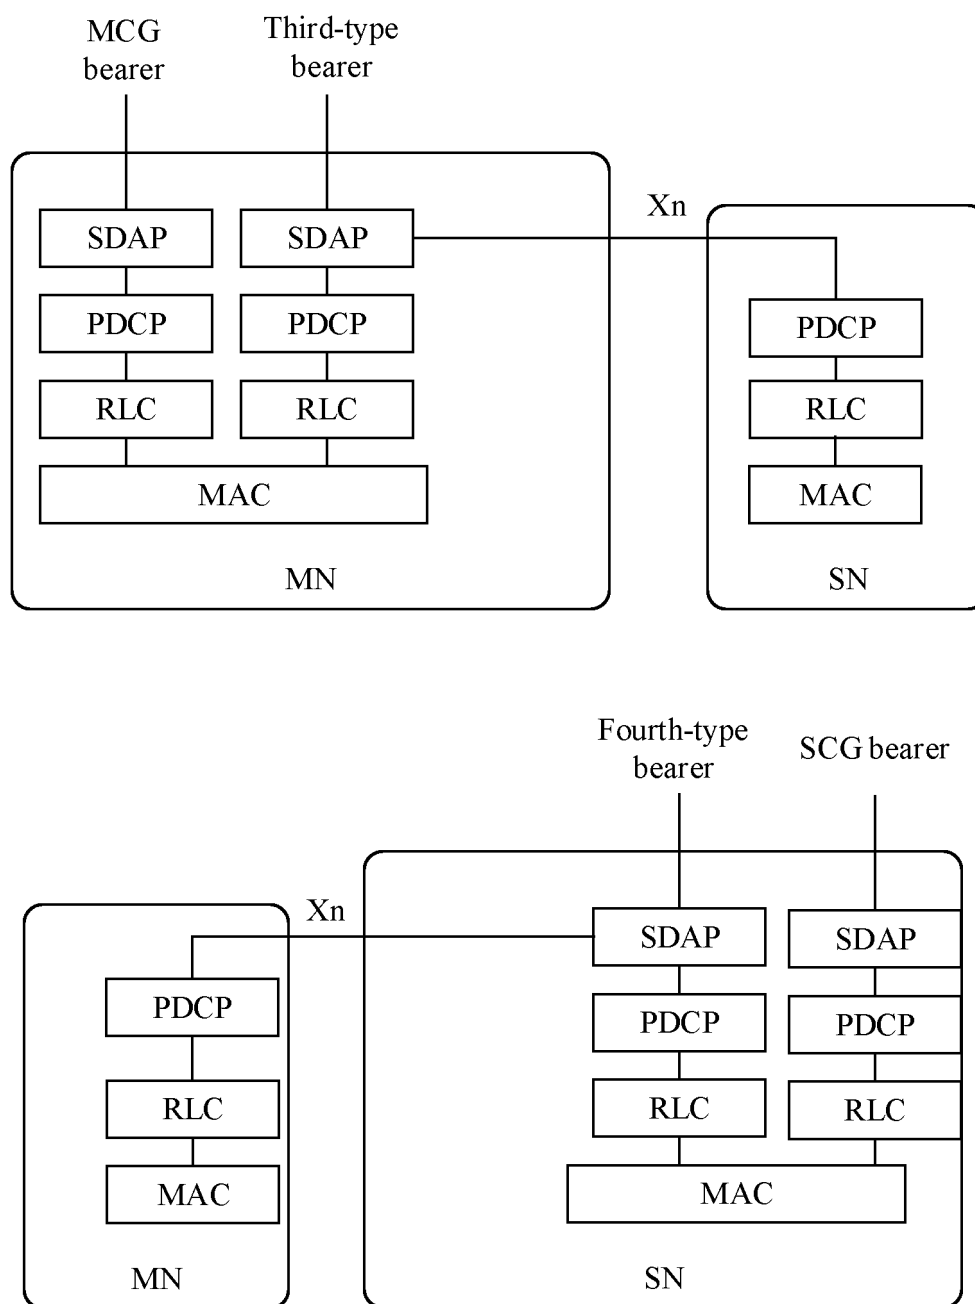 MCG
bearer
Third-type
bearer
Xn
SDAP
SDAP
PDCP
PDCP
PDCP
RLC
RLC
RLC
MAC
MAC
MN
SN
Fourth-type
bearer
SCG bearer
Xn
SDAP
SDAP
PDCP
PDCP
PDCP
RLC
RLC
RLC
MAC
MAC
MN
SN